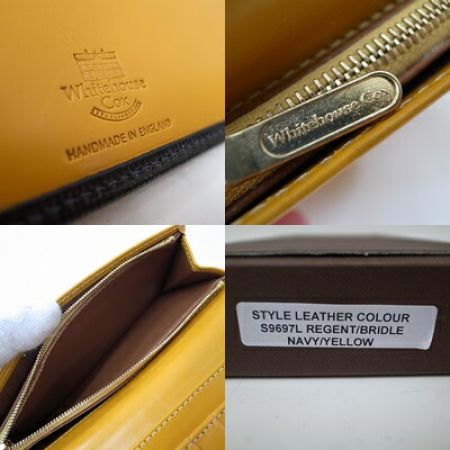 Whitehouse
Cox
HANDMADE IN ENGLAND
Whitehouse Cox
STYLE LEATHER COLOUR
S9697L REGENT/BRIDLE
NAVY/YELLOW